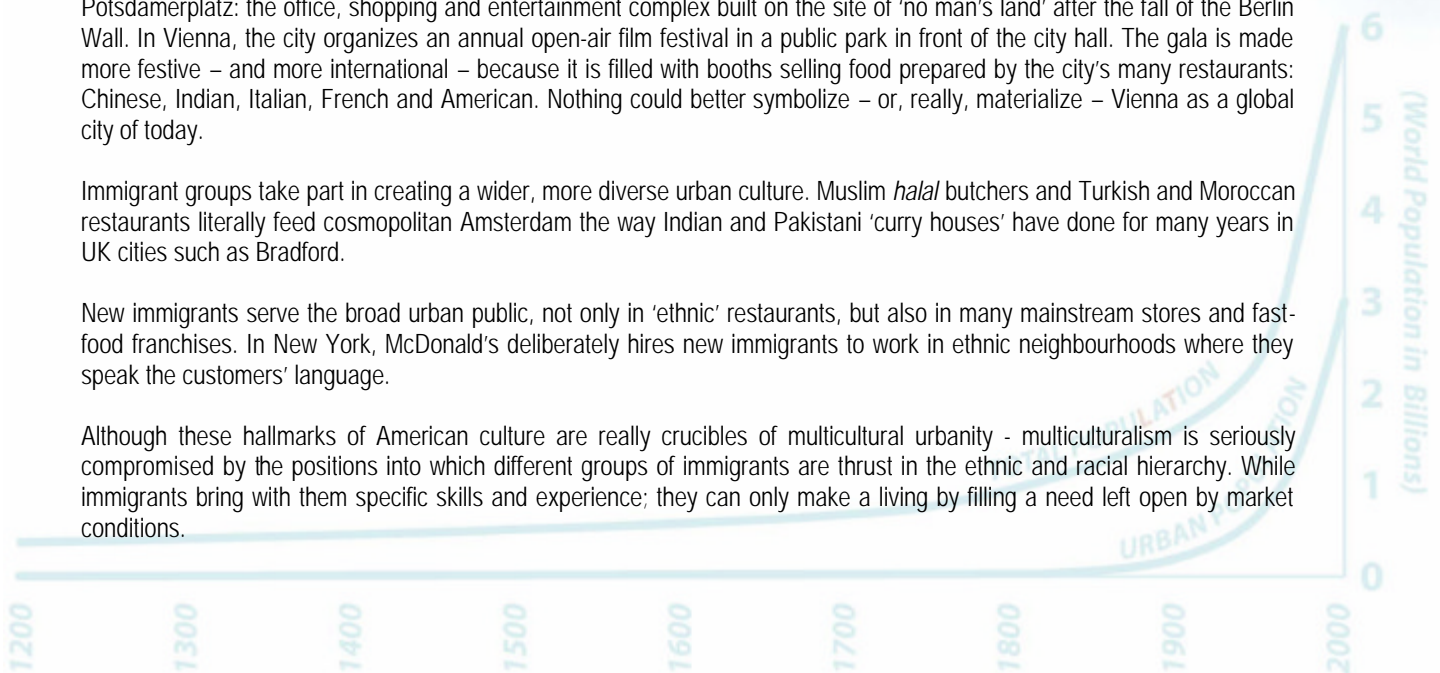 Potsdamerplatz: the office, shopping and entertainment complex built on the site of 'no man's land' after the fall of the Berlin
Wall. In Vienna, the city organizes an annual open-air film festival in a public park in front of the city hall. The gala is made
more festive – and more international – because it is filled with booths selling food prepared by the city's many restaurants:
Chinese, Indian, Italian, French and American. Nothing could better symbolize – or, really, materialize – Vienna as a global
city of today.
Immigrant groups take part in creating a wider, more diverse urban culture. Muslim halal butchers and Turkish and Moroccan
restaurants literally feed cosmopolitan Amsterdam the way Indian and Pakistani 'curry houses' have done for many years in
UK cities such as Bradford.
New immigrants serve the broad urban public, not only in 'ethnic' restaurants, but also in many mainstream stores and fast-
food franchises. In New York, McDonald's deliberately hires new immigrants to work in ethnic neighbourhoods where they
speak the customers' language.
Although these hallmarks of American culture are really crucibles of multicultural urbanity - multiculturalism is seriously
compromised by the positions into which different groups of immigrants are thrust in the ethnic and racial hierarchy. While
immigrants bring with them specific skills and experience; they can only make a living by filling a need left open by market
conditions.
TOTAL POPULATION
URBAN POPULATION
6
5
4
3
2
1
0
(World Population in Billions)
1200
1300
1400
1500
1600
1700
1800
1900
2000